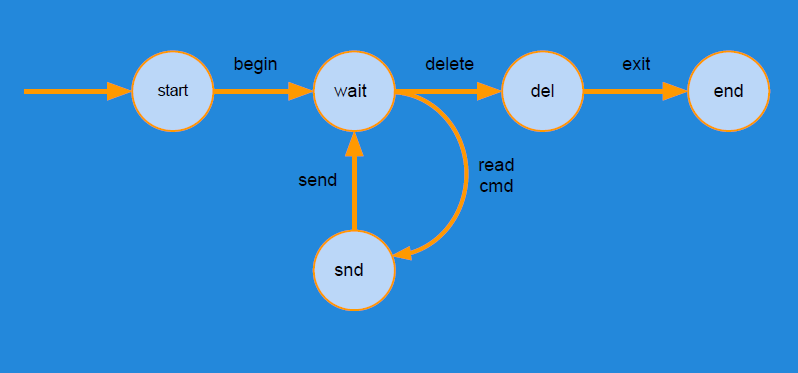 begin
delete
exit
start
wait
del
end
send
read
cmd
snd